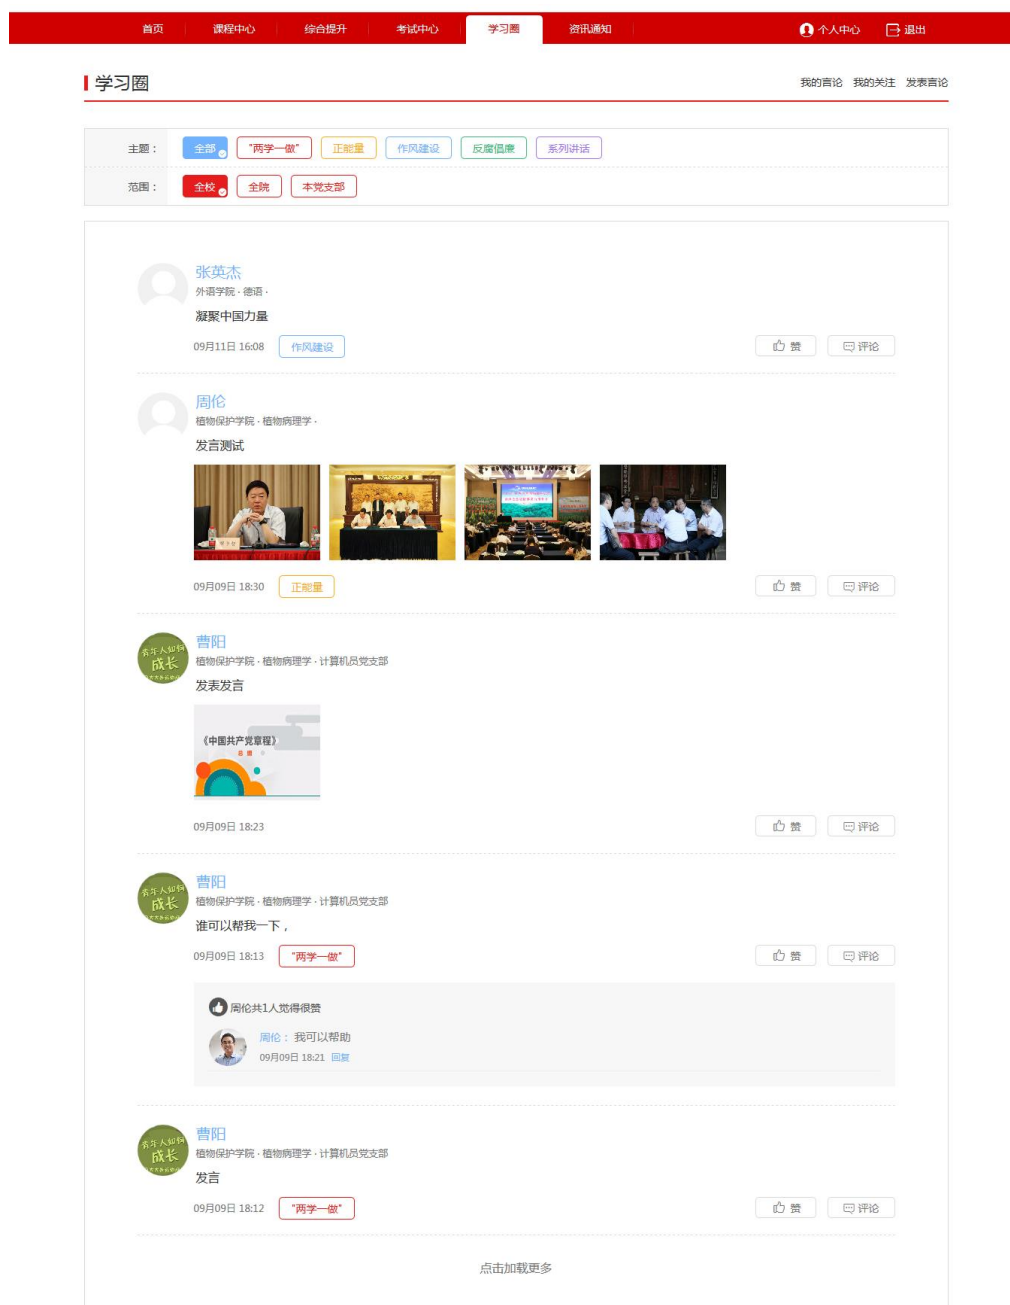 首页 课程中心 综合提升 考试中心 学习圈 资讯通知 个人中心 退出
学习圈 我的言论 我的关注 发表言论
主题： 全部 "两学一做" 正能量 作风建设 反腐倡廉 系列讲话
范围： 全校 全院 本党支部
张英杰
外语学院 · 德语 ·
凝聚中国力量
09月11日 16:08 作风建设 赞 评论
周伦
植物保护学院 · 植物病理学 ·
发言测试
09月09日 18:30 正能量 赞 评论
曹阳
成长
植物保护学院 · 植物病理学 · 计算机员党支部
发表发言
《中国共产党章程》
总纲
09月09日 18:23 赞 评论
曹阳
成长
植物保护学院 · 植物病理学 · 计算机员党支部
谁可以帮我一下，
09月09日 18:13 "两学一做" 赞 评论
周伦共1人觉得很赞
周伦： 我可以帮助
09月09日 18:21 回复
曹阳
成长
植物保护学院 · 植物病理学 · 计算机员党支部
发言
09月09日 18:12 "两学一做" 赞 评论
点击加载更多